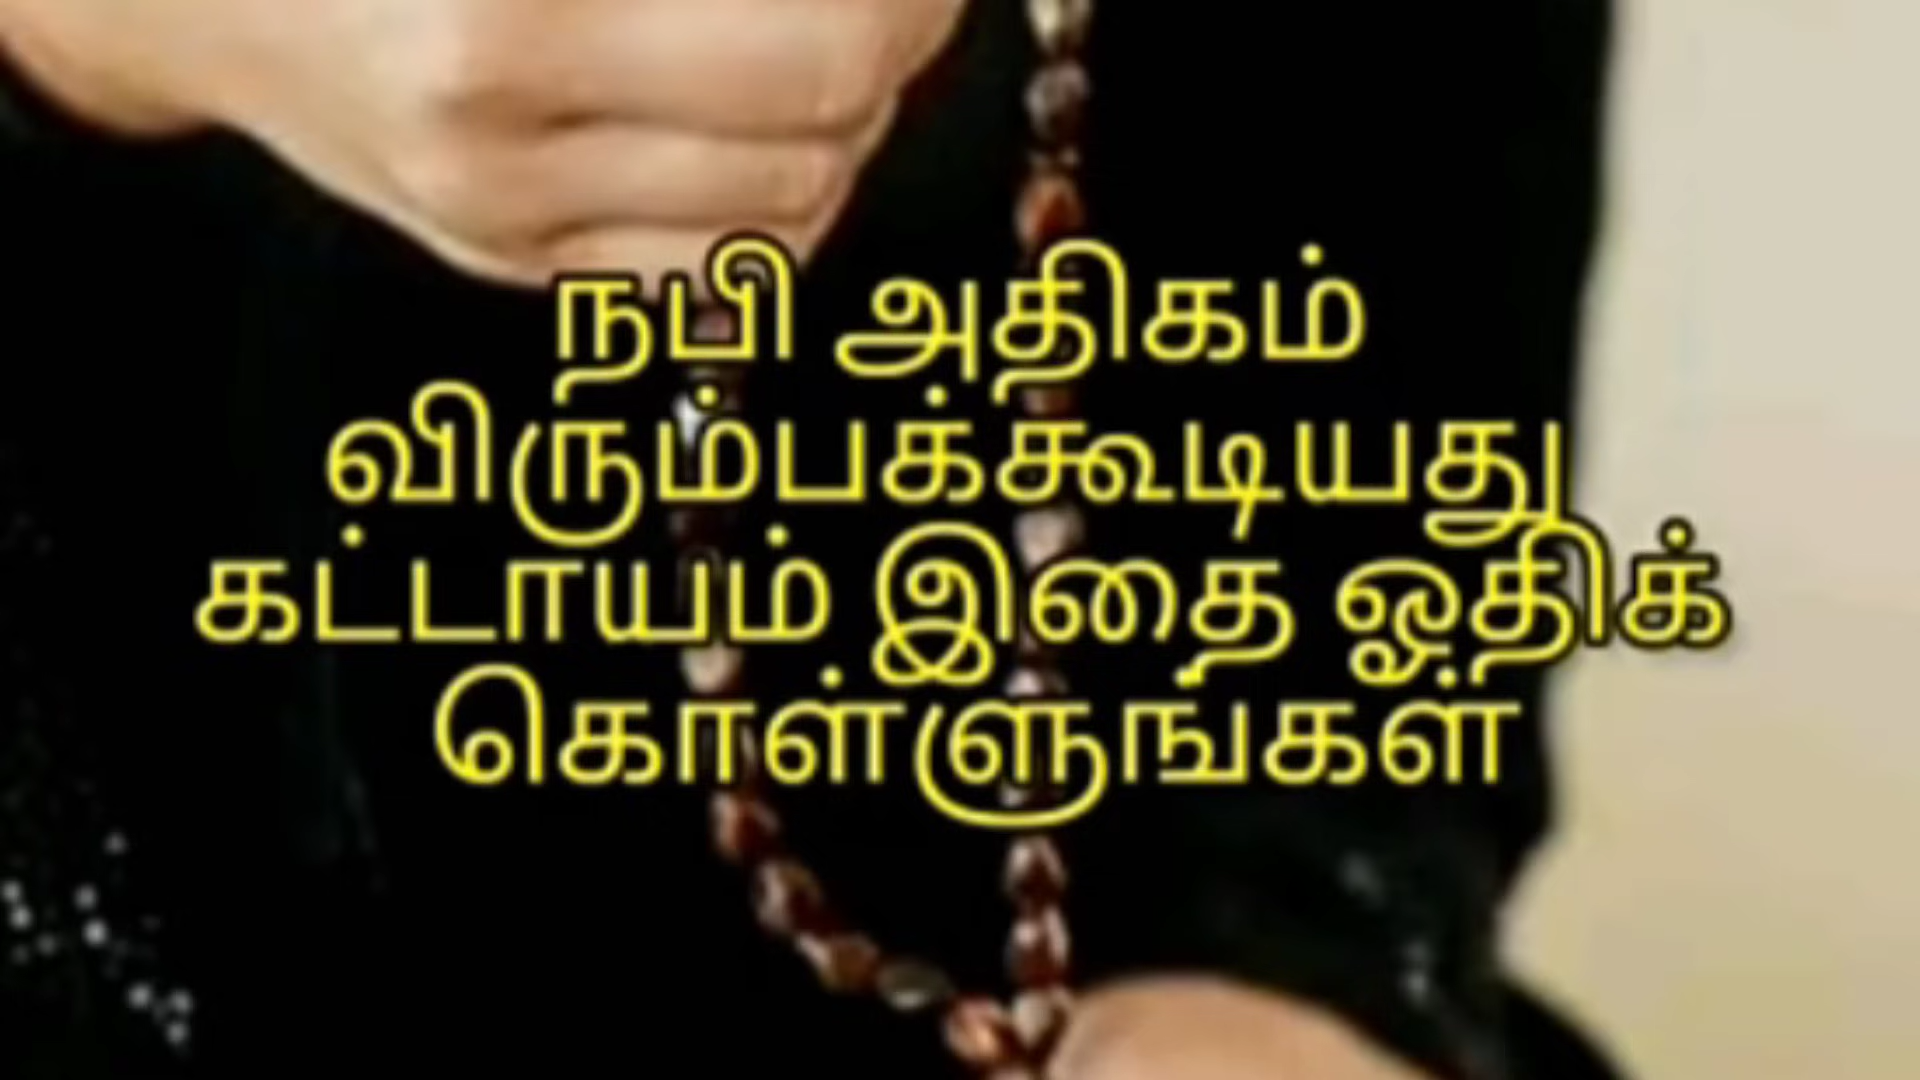 நபி அதிகம்
விரும்பக்கூடியது
கட்டாயம் இதை ஓதிக்
கொள்ளுங்கள்